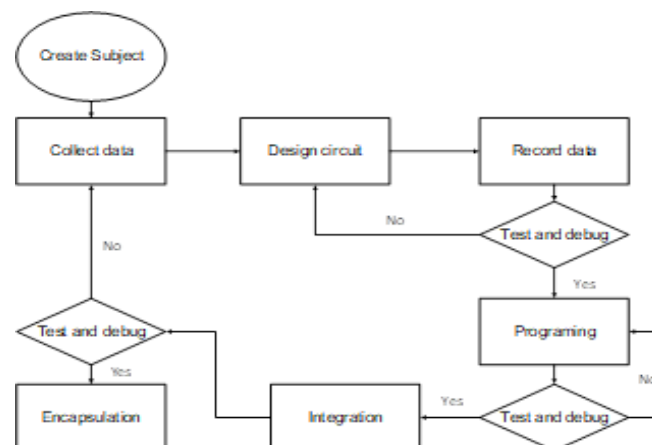 Create Subject
Collect data
Design circuit
Record data
No
Test and debug
No
Yes
Test and debug
Programing
Yes
No
Encapsulation
Integration
Yes
Test and debug